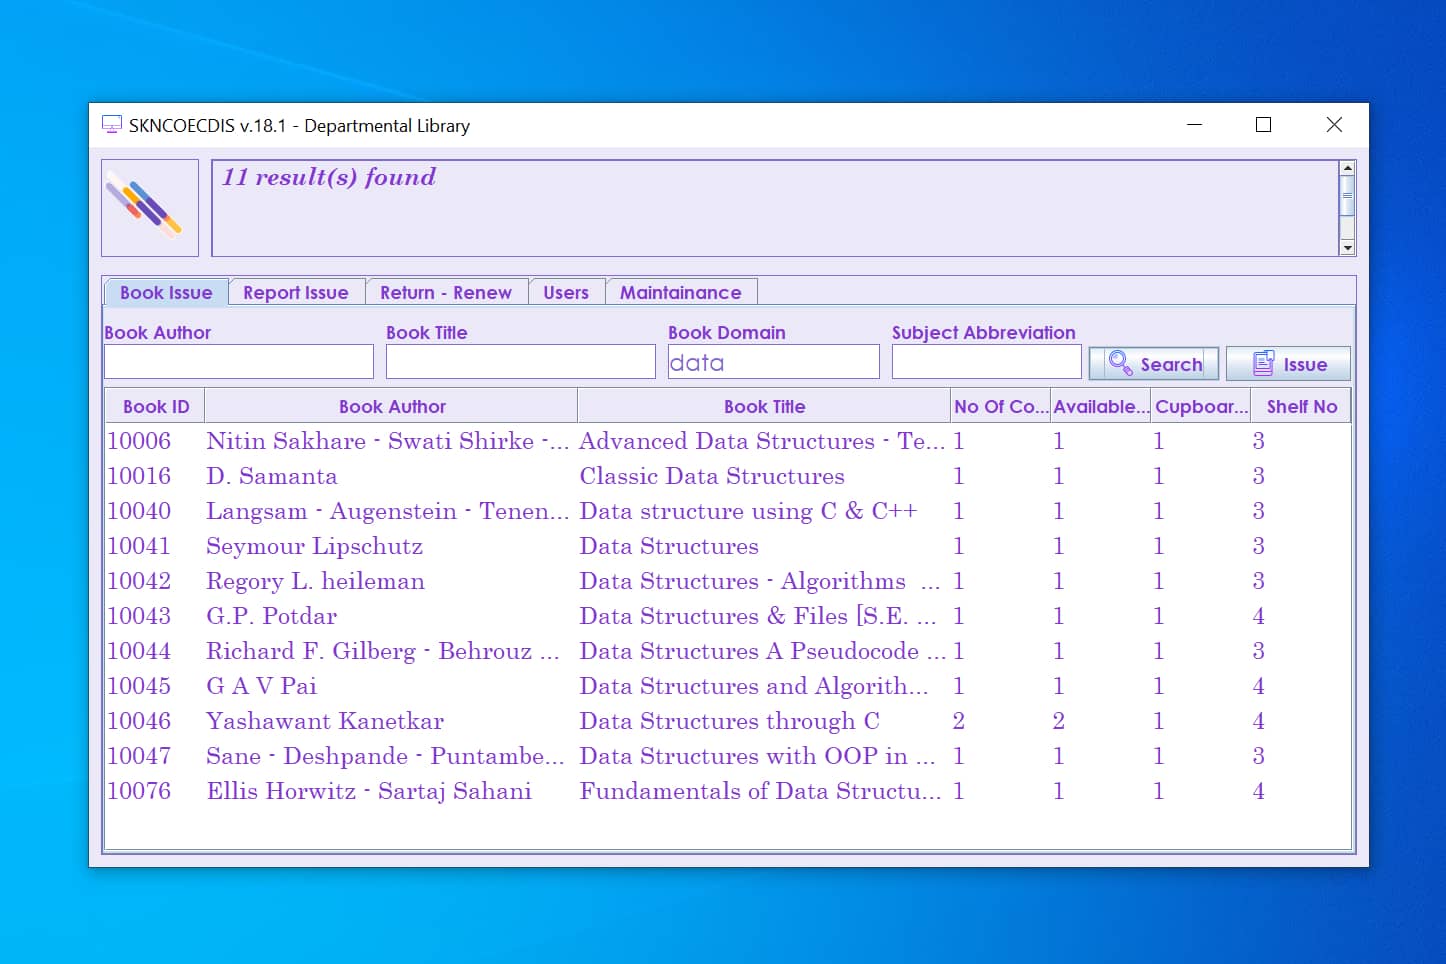 SKNCOECDIS v.18.1 - Departmental Library
11 result(s) found
Book Issue Report Issue Return - Renew Users Maintainance
Book Author Book Title Book Domain Subject Abbreviation
data Search Issue
Book ID Book Author Book Title No Of Co... Available... Cupboar... Shelf No
10006 Nitin Sakhare - Swati Shirke -... Advanced Data Structures - Te... 1 1 1 3
10016 D. Samanta Classic Data Structures 1 1 1 3
10040 Langsam - Augenstein - Tenen... Data structure using C & C++ 1 1 1 3
10041 Seymour Lipschutz Data Structures 1 1 1 3
10042 Regory L. heileman Data Structures - Algorithms ... 1 1 1 3
10043 G.P. Potdar Data Structures & Files [S.E. ... 1 1 1 4
10044 Richard F. Gilberg - Behrouz ... Data Structures A Pseudocode ... 1 1 1 3
10045 G A V Pai Data Structures and Algorith... 1 1 1 4
10046 Yashawant Kanetkar Data Structures through C 2 2 1 4
10047 Sane - Deshpande - Puntambe... Data Structures with OOP in ... 1 1 1 3
10076 Ellis Horwitz - Sartaj Sahani Fundamentals of Data Structu... 1 1 1 4